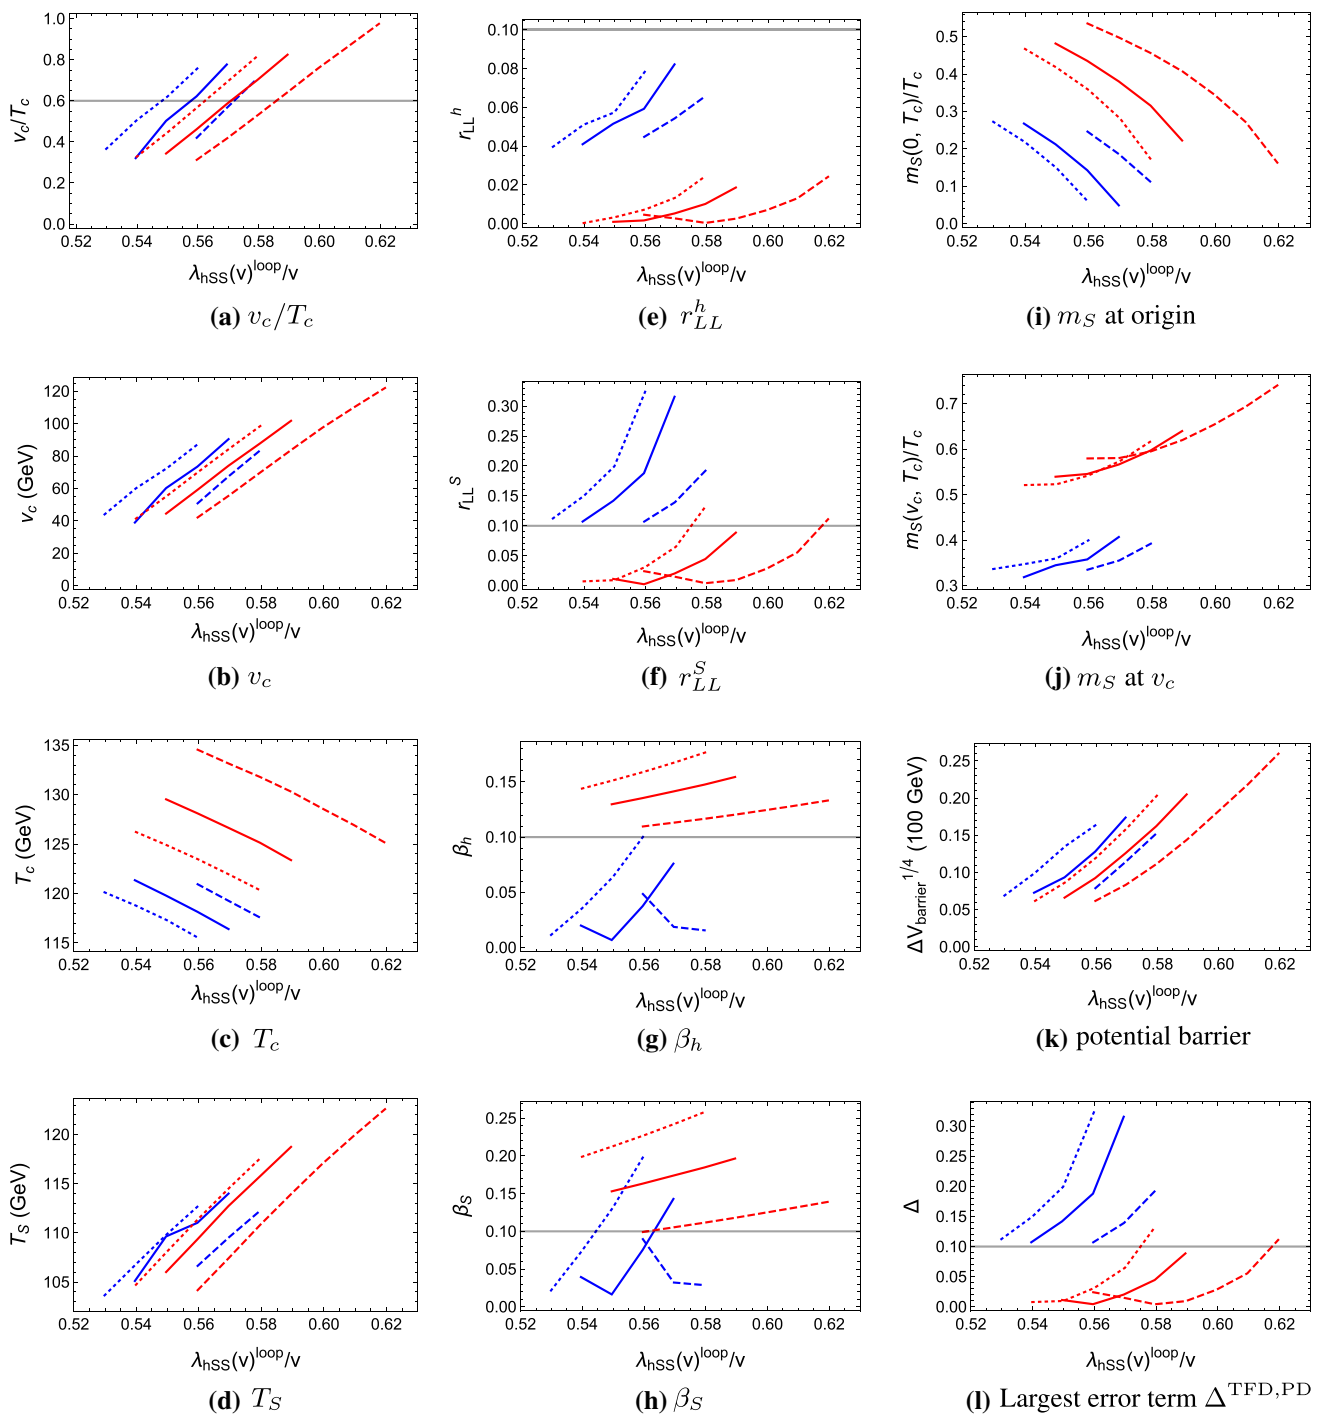 1.0
0.8
0.6
0.4
0.2
0.0
v_c/T_c
0.52 0.54 0.56 0.58 0.60 0.62
λ_hSS(v)^loop/v
(a) v_c/T_c
0.10
0.08
0.06
0.04
0.02
0.00
r_LL^h
0.52 0.54 0.56 0.58 0.60 0.62
λ_hSS(v)^loop/v
(e) r_LL^h
0.5
0.4
0.3
0.2
0.1
0.0
m_S(0, T_c)/T_c
0.52 0.54 0.56 0.58 0.60 0.62
λ_hSS(v)^loop/v
(i) m_S at origin
120
100
80
60
40
20
0
v_c (GeV)
0.52 0.54 0.56 0.58 0.60 0.62
λ_hSS(v)^loop/v
(b) v_c
0.30
0.25
0.20
0.15
0.10
0.05
0.00
r_LL^S
0.52 0.54 0.56 0.58 0.60 0.62
λ_hSS(v)^loop/v
(f) r_LL^S
0.7
0.6
0.5
0.4
0.3
m_S(v_c, T_c)/T_c
0.52 0.54 0.56 0.58 0.60 0.62
λ_hSS(v)^loop/v
(j) m_S at v_c
135
130
125
120
115
T_c (GeV)
0.52 0.54 0.56 0.58 0.60 0.62
λ_hSS(v)^loop/v
(c) T_c
0.15
0.10
0.05
0.00
β_h
0.52 0.54 0.56 0.58 0.60 0.62
λ_hSS(v)^loop/v
(g) β_h
0.25
0.20
0.15
0.10
0.05
0.00
ΔV_barrier^1/4 (100 GeV)
0.52 0.54 0.56 0.58 0.60 0.62
λ_hSS(v)^loop/v
(k) potential barrier
120
115
110
105
T_S (GeV)
0.52 0.54 0.56 0.58 0.60 0.62
λ_hSS(v)^loop/v
(d) T_S
0.25
0.20
0.15
0.10
0.05
0.00
β_S
0.52 0.54 0.56 0.58 0.60 0.62
λ_hSS(v)^loop/v
(h) β_S
0.30
0.25
0.20
0.15
0.10
0.05
0.00
Δ
0.52 0.54 0.56 0.58 0.60 0.62
λ_hSS(v)^loop/v
(l) Largest error term Δ^TFD,PD